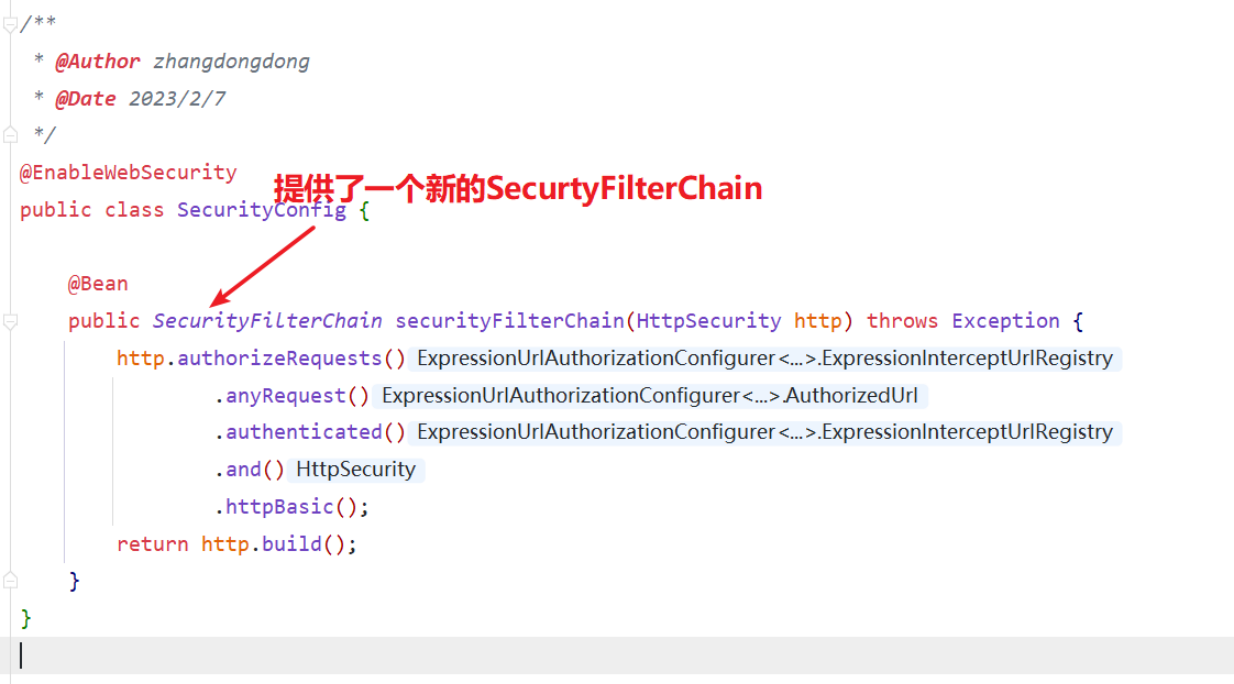 /**
 * @Author zhangdongdong
 * @Date 2023/2/7
 */
@EnableWebSecurity
提供了一个新的SecurtyFilterChain
public class SecurityConfig {
@Bean
public SecurityFilterChain securityFilterChain(HttpSecurity http) throws Exception {
http.authorizeRequests() ExpressionUrlAuthorizationConfigurer<...>.ExpressionInterceptUrlRegistry
.anyRequest() ExpressionUrlAuthorizationConfigurer<...>.AuthorizedUrl
.authenticated() ExpressionUrlAuthorizationConfigurer<...>.ExpressionInterceptUrlRegistry
.and() HttpSecurity
.httpBasic();
return http.build();
}
}